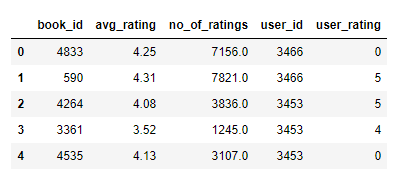 book_id avg_rating no_of_ratings user_id user_rating
0 4833 4.25 7156.0 3466 0
1 590 4.31 7821.0 3466 5
2 4264 4.08 3836.0 3453 5
3 3361 3.52 1245.0 3453 4
4 4535 4.13 3107.0 3453 0